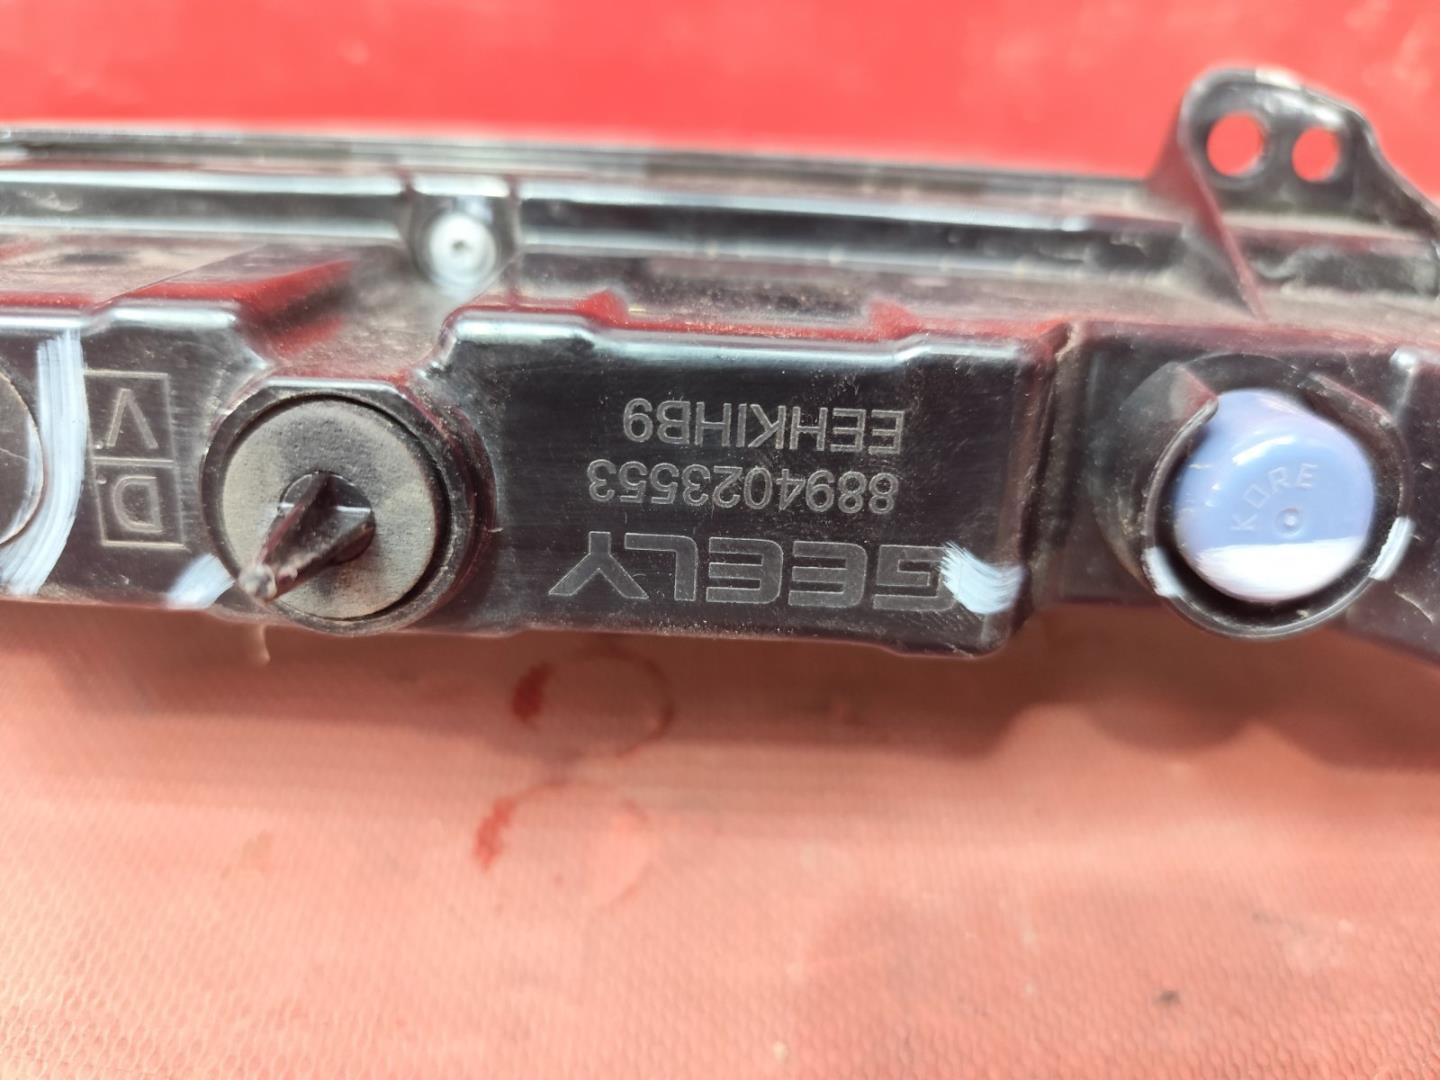 GEELY
8894023553
EEHKIHB9
D.
V.
KORE